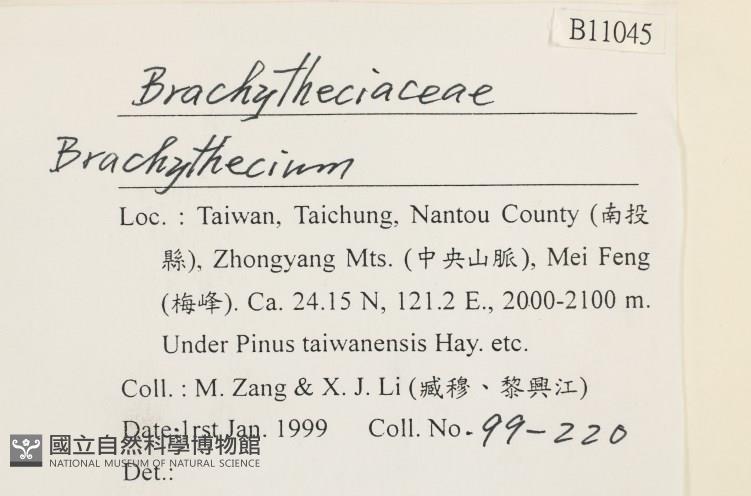 B11045
Brachytheciaceae
Brachythecium
Loc. : Taiwan, Taichung, Nantou County (南投
縣), Zhongyang Mts. (中央山脈), Mei Feng
(梅峰). Ca. 24.15 N, 121.2 E., 2000-2100 m.
Under Pinus taiwanensis Hay. etc.
Coll. : M. Zang & X. J. Li (臧穆、黎興江)
Date:1rst Jan. 1999 Coll. No. 99-220
國立自然科學博物館
NATIONAL MUSEUM OF NATURAL SCIENCE
Det.: